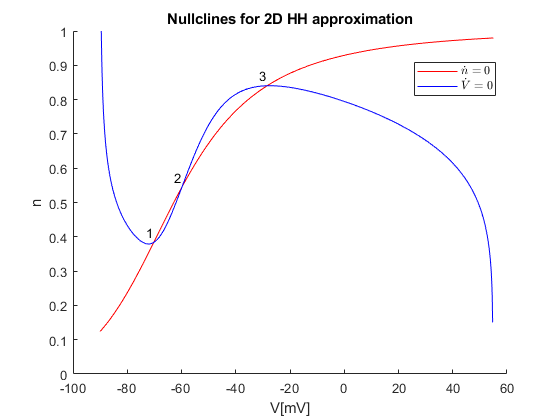 Nullclines for 2D HH approximation
1
0.9
0.8
0.7
0.6
0.5
0.4
0.3
0.2
0.1
0
n
3
2
1
ṅ = 0
V̇ = 0
-100 -80 -60 -40 -20 0 20 40 60
V[mV]